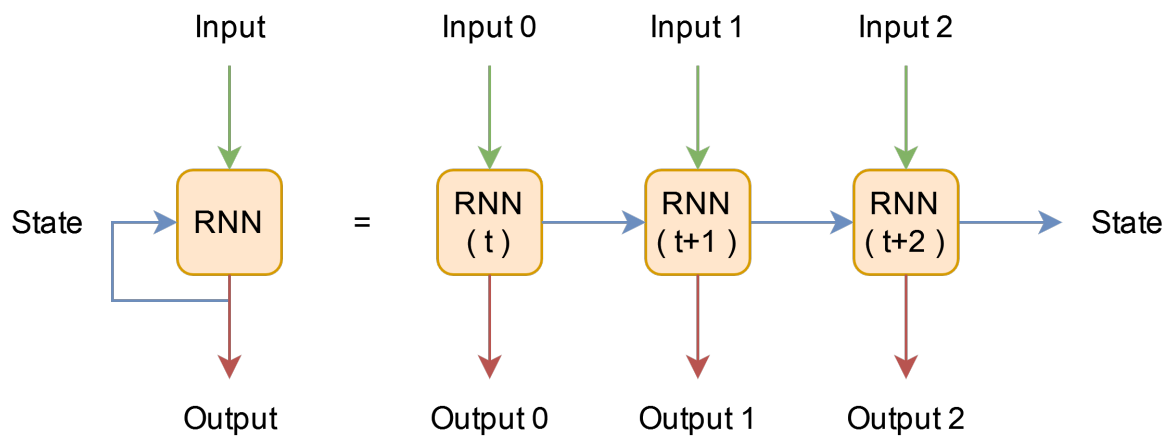 Input
Input 0
Input 1
Input 2
State
RNN
=
RNN
( t )
RNN
( t+1 )
RNN
( t+2 )
State
Output
Output 0
Output 1
Output 2